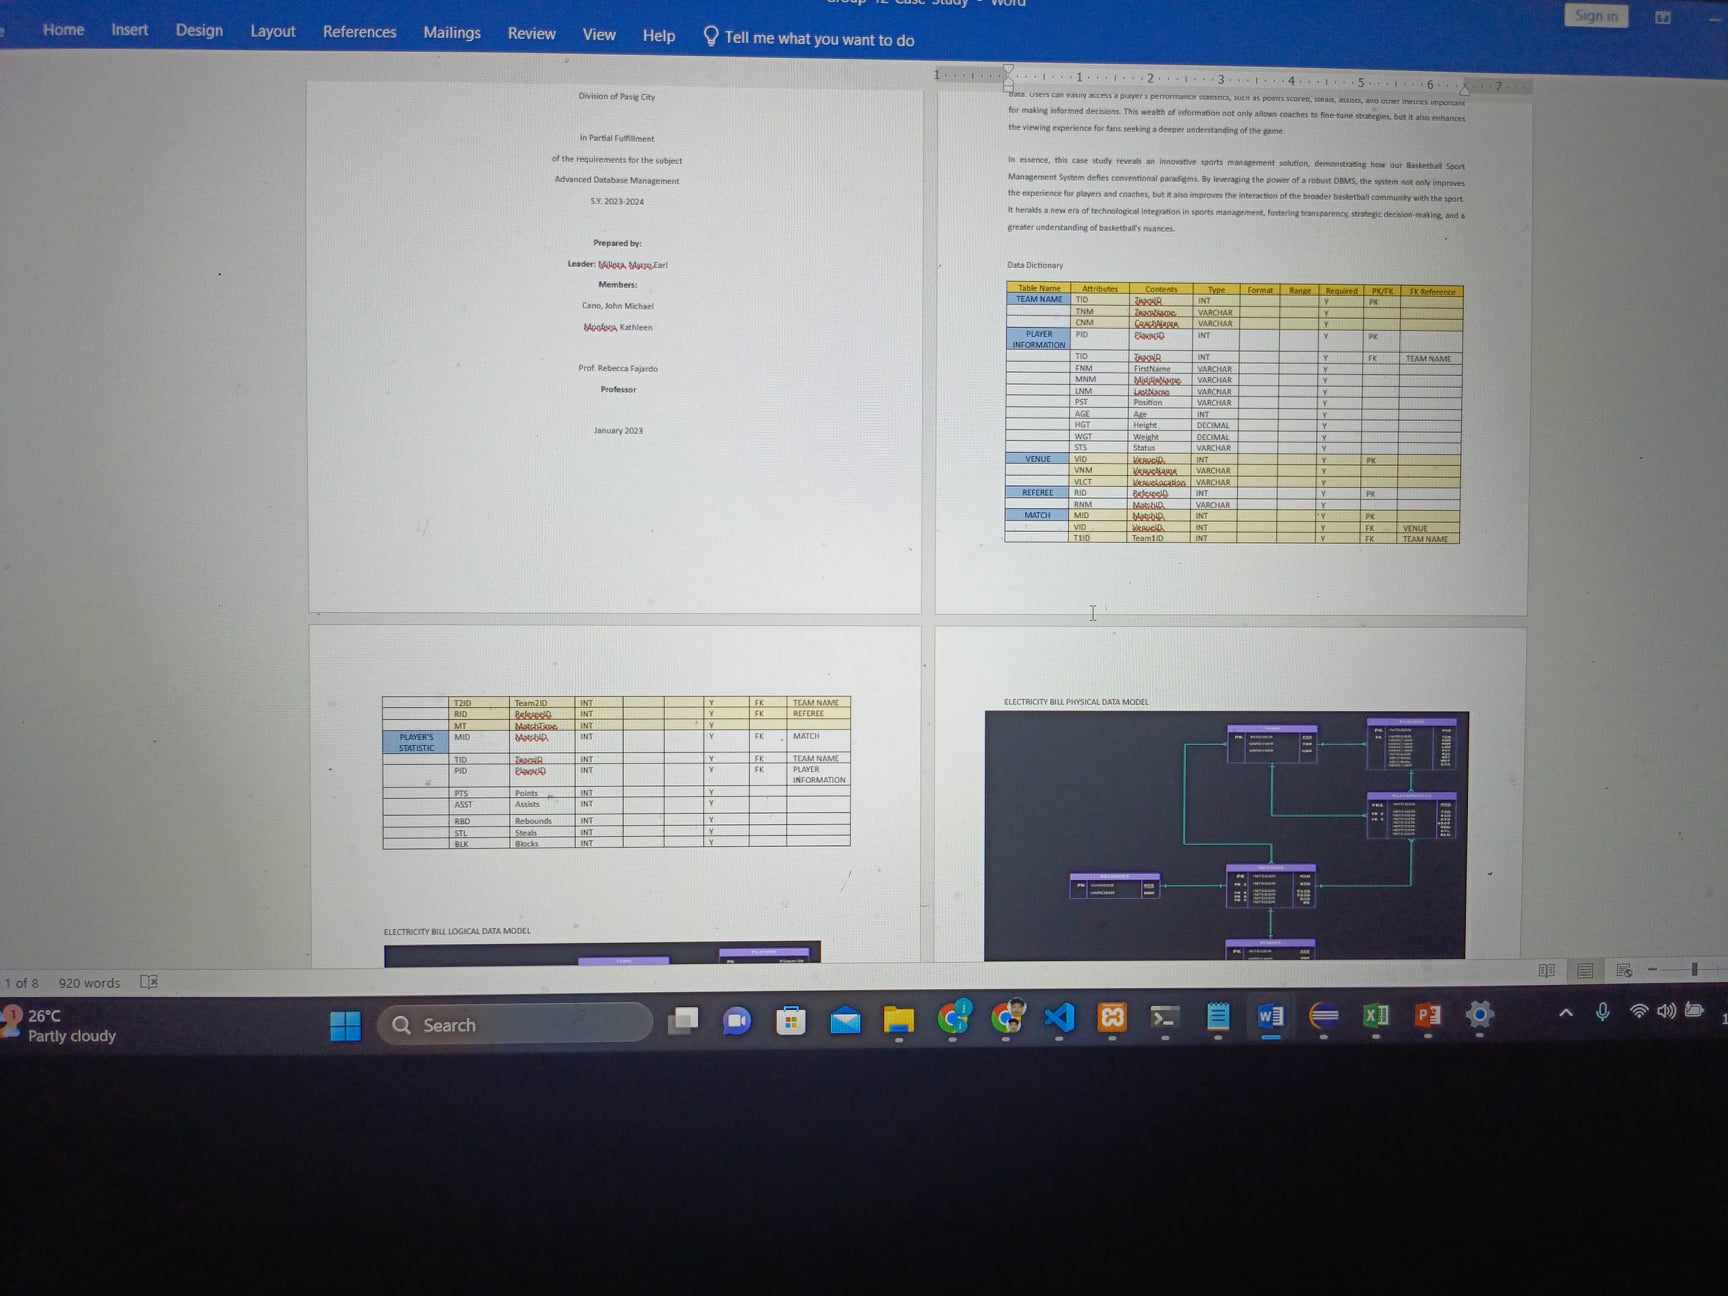 Group 12 Case Study - Word
Sign in
Home Insert Design Layout References Mailings Review View Help Tell me what you want to do
1 1 2 3 4 5 6 7
Division of Pasig City
in Partial Fulfillment
of the requirements for the subject
Advanced Database Management
S.Y. 2023-2024
Prepared by:
Leader: Earl
Members:
Cano, John Michael
Kathleen
Prof. Rebecca Fajardo
Professor
January 2023
data. Users can easily access a player's performance statistics, such as points scored, steals, assists, and other metrics important
for making informed decisions. This wealth of information not only allows coaches to fine-tune strategies, but it also enhances
the viewing experience for fans seeking a deeper understanding of the game.
In essence, this case study reveals an innovative sports management solution, demonstrating how our Basketball Sport
Management System defies conventional paradigms. By leveraging the power of a robust DBMS, the system not only improves
the experience for players and coaches, but it also improves the interaction of the broader basketball community with the sport.
It heralds a new era of technological integration in sports management, fostering transparency, strategic decision-making, and a
greater understanding of basketball's nuances.
Data Dictionary
Table Name Attributes Contents Type Format Range Required PK/FK FK Reference
TEAM NAME TID TeamID INT Y PK
TNM TeamName VARCHAR Y
CNM CoachName VARCHAR Y
PLAYER INFORMATION PID PlayerID INT Y PK
TID TeamID INT Y FK TEAM NAME
FNM FirstName VARCHAR Y
MNM MiddleName VARCHAR Y
LNM LastName VARCHAR Y
PST Position VARCHAR Y
AGE Age INT Y
HGT Height DECIMAL Y
WGT Weight DECIMAL Y
STS Status VARCHAR Y
VENUE VID VenueID INT Y PK
VNM VenueName VARCHAR Y
VLCT VenueLocation VARCHAR Y
REFEREE RID RefereeID INT Y PK
RNM MatchID VARCHAR Y
MATCH MID MatchID INT Y PK
VID VenueID INT Y FK VENUE
T1ID Team1ID INT Y FK TEAM NAME
T2ID Team2ID INT Y FK TEAM NAME
RID RefereeID INT Y FK REFEREE
MT MatchTime INT Y
PLAYER'S STATISTIC MID MatchID INT Y FK MATCH
TID TeamID INT Y FK TEAM NAME
PID PlayerID INT Y FK PLAYER INFORMATION
PTS Points INT Y
ASST Assists INT Y
RBD Rebounds INT Y
STL Steals INT Y
BLK Blocks INT Y
ELECTRICITY BILL LOGICAL DATA MODEL
ELECTRICITY BILL PHYSICAL DATA MODEL
1 of 8 920 words
1
26°C
Partly cloudy
Search